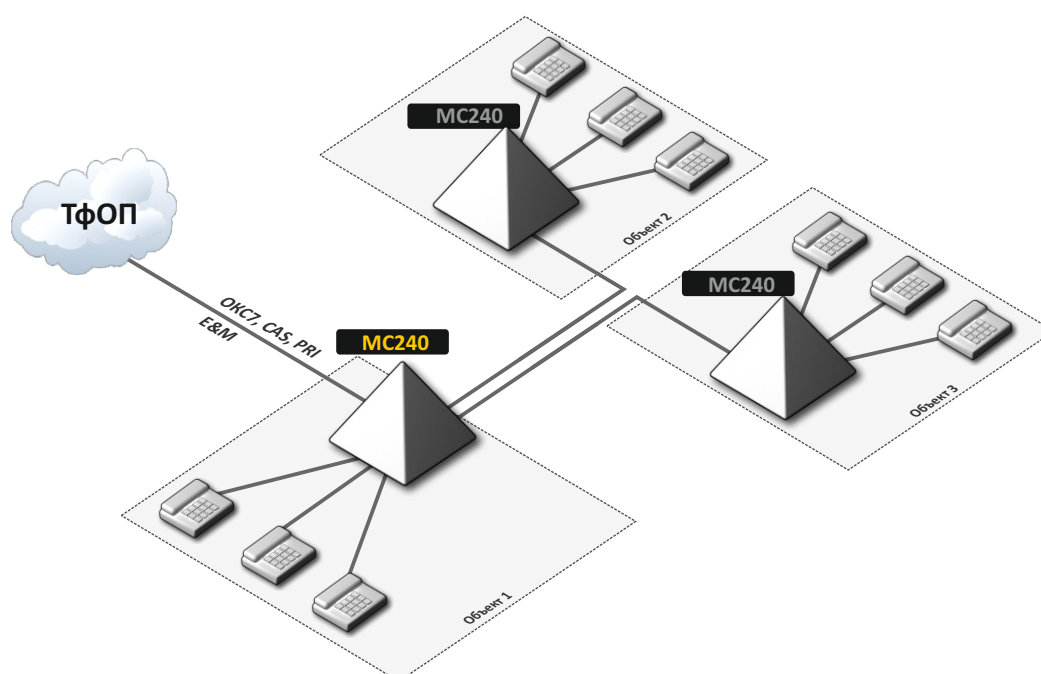 МС240
ТфОП
Объект 2
МС240
ОКС7, CAS, PRI
E&M
МС240
Объект 3
Объект 1